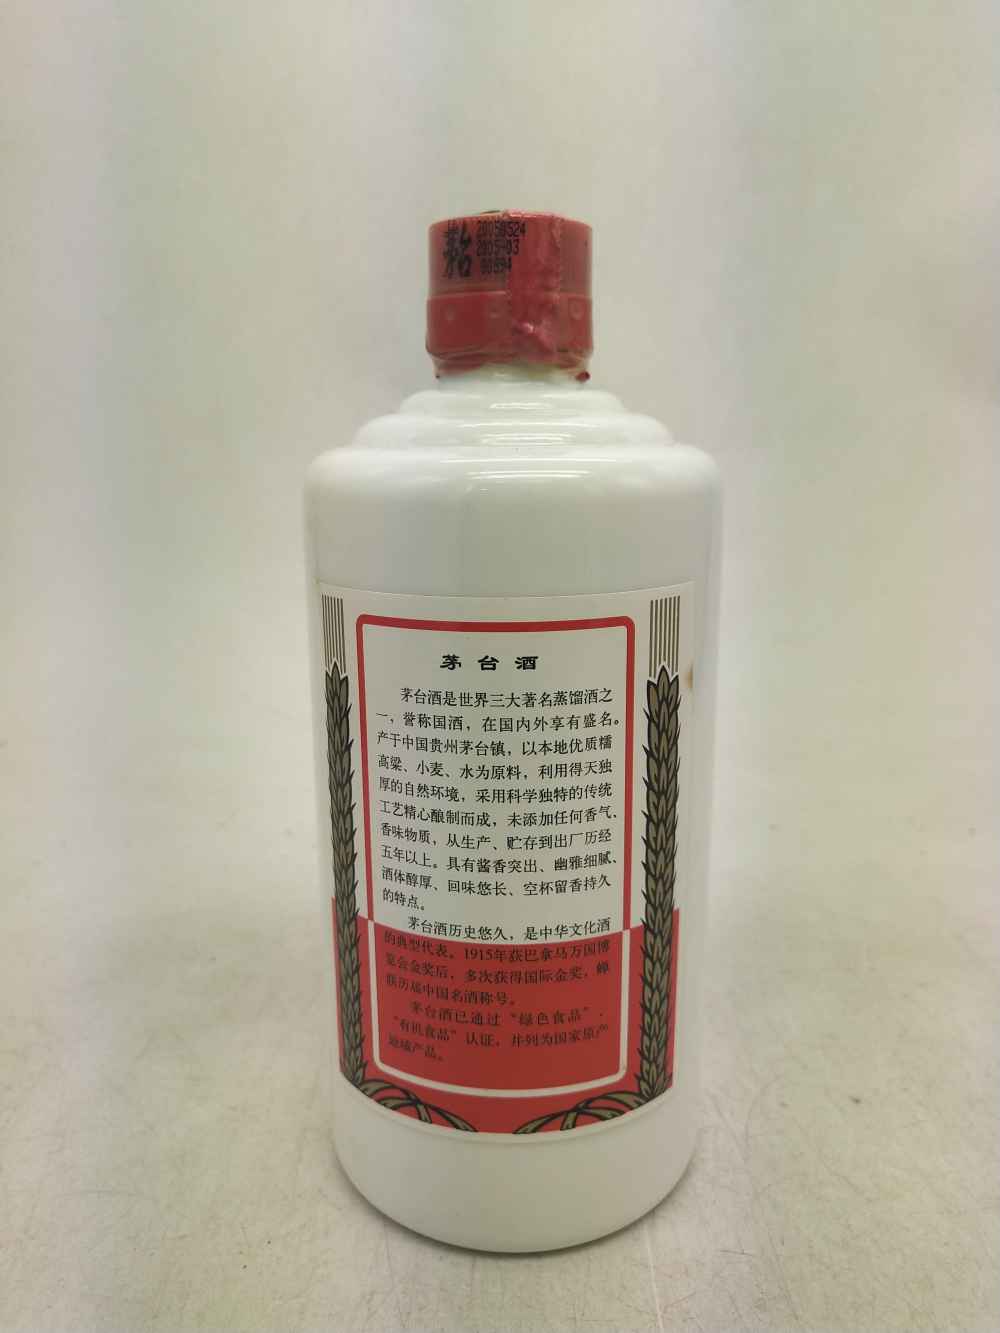 茅台
20050524
2005-03
茅台酒
茅台酒是世界三大著名蒸馏酒之
一，誉称国酒，在国内外享有盛名。
产于中国贵州茅台镇，以本地优质糯
高粱、小麦、水为原料，利用得天独
厚的自然环境，采用科学独特的传统
工艺精心酿制而成，未添加任何香气、
香味物质，从生产、贮存到出厂历经
五年以上。具有酱香突出、幽雅细腻、
酒体醇厚、回味悠长、空杯留香持久
的特点。
茅台酒历史悠久，是中华文化酒
的典型代表。1915年获巴拿马万国博
览会金奖后，多次获得国际金奖，蝉
联历届中国名酒称号。
茅台酒已通过“绿色食品”、
“有机食品”认证，并列为国家原产
地域产品。